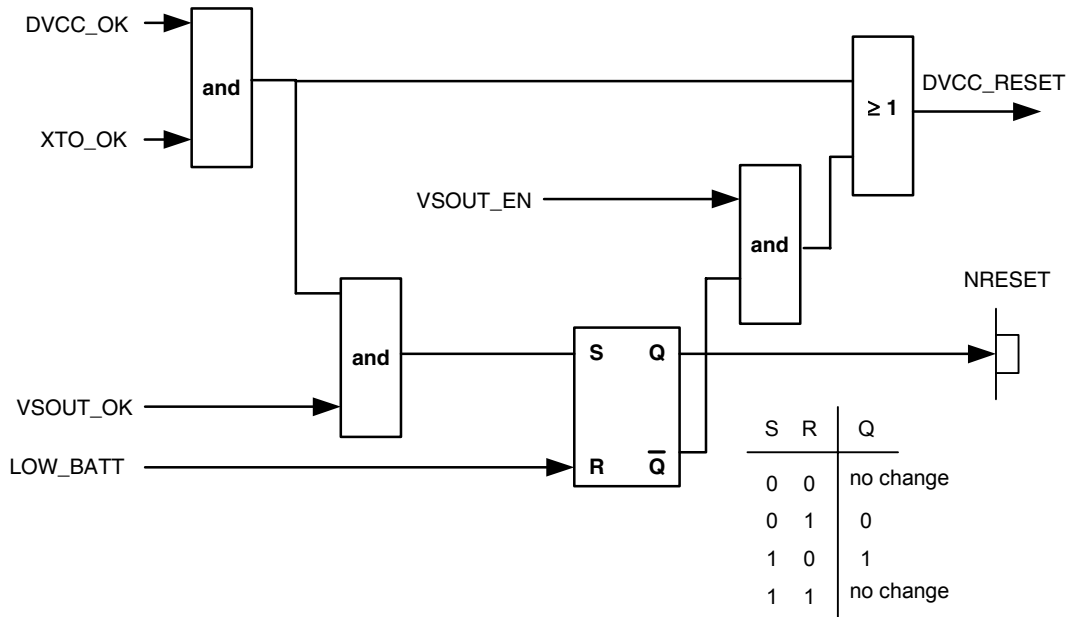 DVCC_OK
and
XTO_OK
DVCC_RESET
≥ 1
VSOUT_EN
and
NRESET
and
S Q
VSOUT_OK
LOW_BATT
R Q̅
S R Q
0 0 no change
0 1 0
1 0 1
1 1 no change